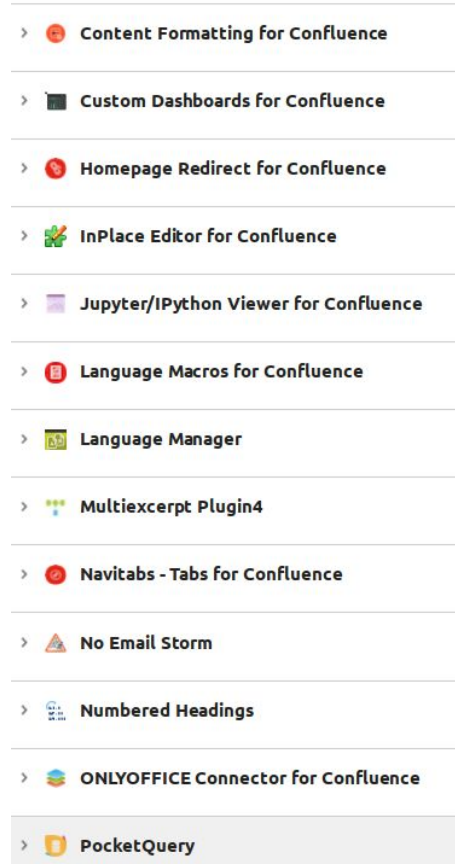 Content Formatting for Confluence
Custom Dashboards for Confluence
Homepage Redirect for Confluence
InPlace Editor for Confluence
Jupyter/IPython Viewer for Confluence
Language Macros for Confluence
Language Manager
Multiexcerpt Plugin4
Navitabs - Tabs for Confluence
No Email Storm
Numbered Headings
ONLYOFFICE Connector for Confluence
PocketQuery